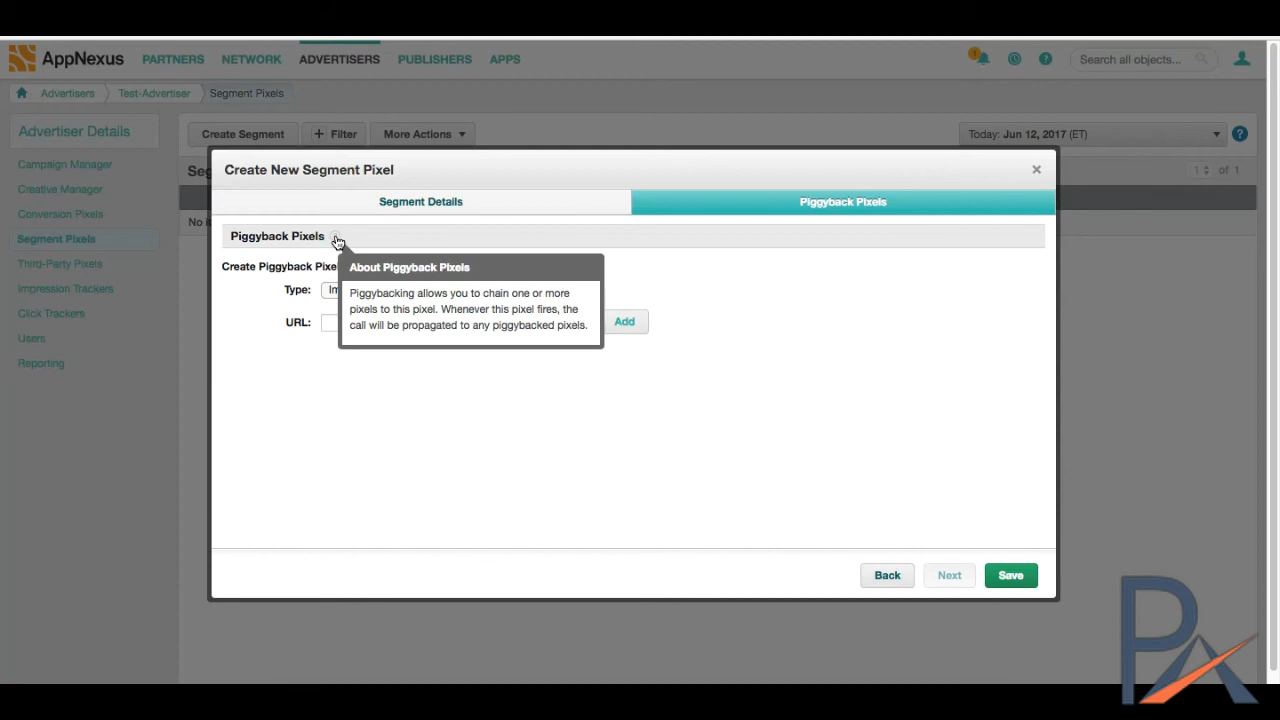 AppNexus PARTNERS NETWORK ADVERTISERS PUBLISHERS APPS Search all objects...
Advertisers Test-Advertiser Segment Pixels
Advertiser Details
Campaign Manager
Creative Manager
Conversion Pixels
Segment Pixels
Third-Party Pixels
Impression Trackers
Click Trackers
Users
Reporting
Create Segment + Filter More Actions Today: Jun 12, 2017 (ET)
1 of 1
Create New Segment Pixel
Segment Details Piggyback Pixels
Piggyback Pixels
Create Piggyback Pixel
Type:
URL: Add
About Piggyback Pixels
Piggybacking allows you to chain one or more
pixels to this pixel. Whenever this pixel fires, the
call will be propagated to any piggybacked pixels.
Back Next Save